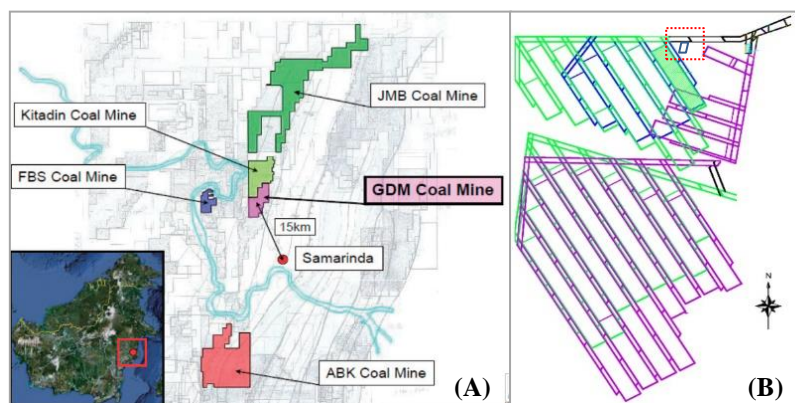 JMB Coal Mine
Kitadin Coal Mine
FBS Coal Mine
GDM Coal Mine
15km
Samarinda
ABK Coal Mine
(A)
N
(B)